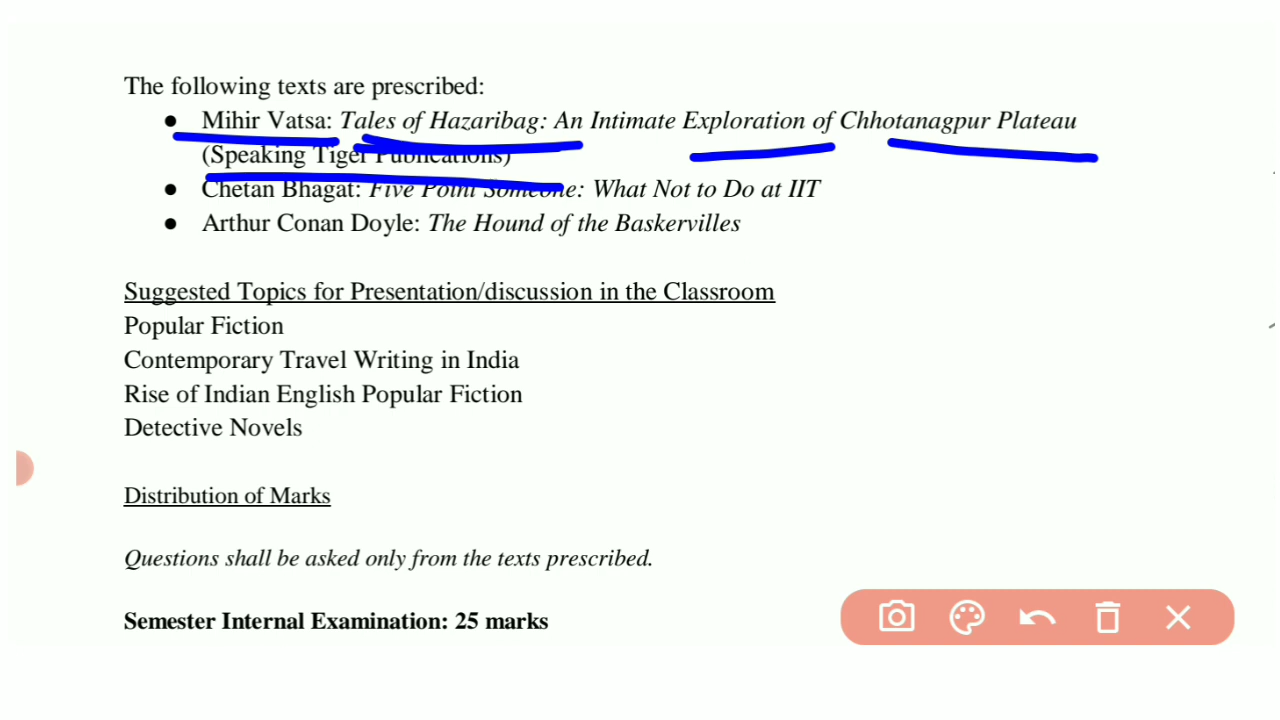 The following texts are prescribed:
● Mihir Vatsa: Tales of Hazaribag: An Intimate Exploration of Chhotanagpur Plateau
(Speaking Tiger Publications)
● Chetan Bhagat: Five Point Someone: What Not to Do at IIT
● Arthur Conan Doyle: The Hound of the Baskervilles
Suggested Topics for Presentation/discussion in the Classroom
Popular Fiction
Contemporary Travel Writing in India
Rise of Indian English Popular Fiction
Detective Novels
Distribution of Marks
Questions shall be asked only from the texts prescribed.
Semester Internal Examination: 25 marks